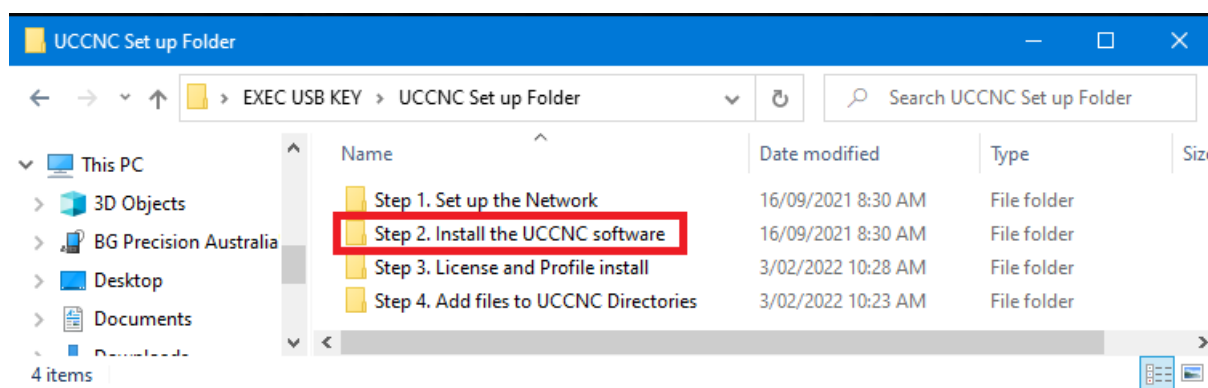 UCCNC Set up Folder
EXEC USB KEY > UCCNC Set up Folder
Search UCCNC Set up Folder
Name Date modified Type
This PC
3D Objects
BG Precision Australia
Desktop
Documents
Step 1. Set up the Network 16/09/2021 8:30 AM File folder
Step 2. Install the UCCNC software 16/09/2021 8:30 AM File folder
Step 3. License and Profile install 3/02/2022 10:28 AM File folder
Step 4. Add files to UCCNC Directories 3/02/2022 10:23 AM File folder
4 items